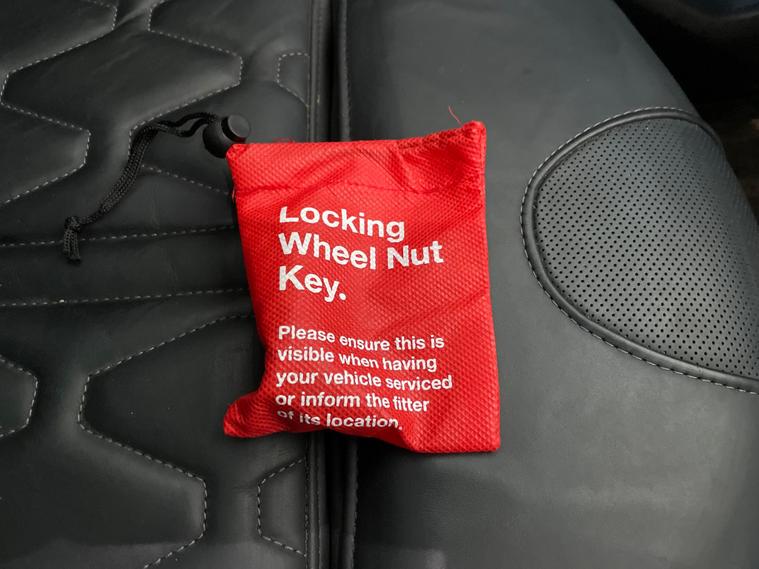 Locking
Wheel Nut
Key.
Please ensure this is
visible when having
your vehicle serviced
or inform the fitter
of its location.